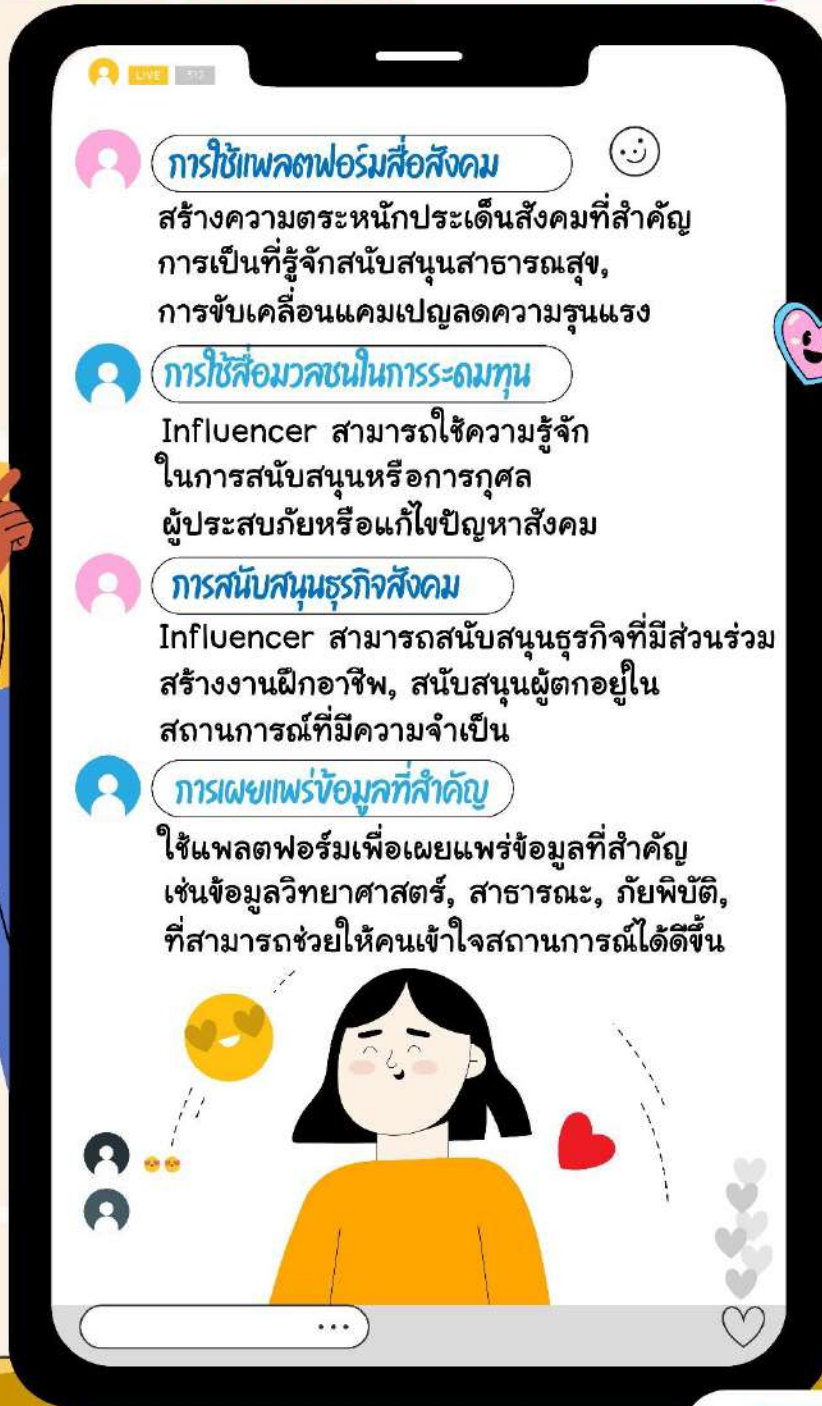 LIVE 512
การใช้แพลตฟอร์มสื่อสังคม
สร้างความตระหนักประเด็นสังคมที่สำคัญ
การเป็นที่รู้จักสนับสนุนสาธารณสุข,
การขับเคลื่อนแคมเปญลดความรุนแรง
การใช้สื่อมวลชนในการระดมทุน
Influencer สามารถใช้ความรู้จัก
ในการสนับสนุนหรือการกุศล
ผู้ประสบภัยหรือแก้ไขปัญหาสังคม
การสนับสนุนธุรกิจสังคม
Influencer สามารถสนับสนุนธุรกิจที่มีส่วนร่วม
สร้างงานฝึกอาชีพ, สนับสนุนผู้ตกอยู่ใน
สถานการณ์ที่มีความจำเป็น
การเผยแพร่ข้อมูลที่สำคัญ
ใช้แพลตฟอร์มเพื่อเผยแพร่ข้อมูลที่สำคัญ
เช่นข้อมูลวิทยาศาสตร์, สาธารณะ, ภัยพิบัติ,
ที่สามารถช่วยให้คนเข้าใจสถานการณ์ได้ดีขึ้น